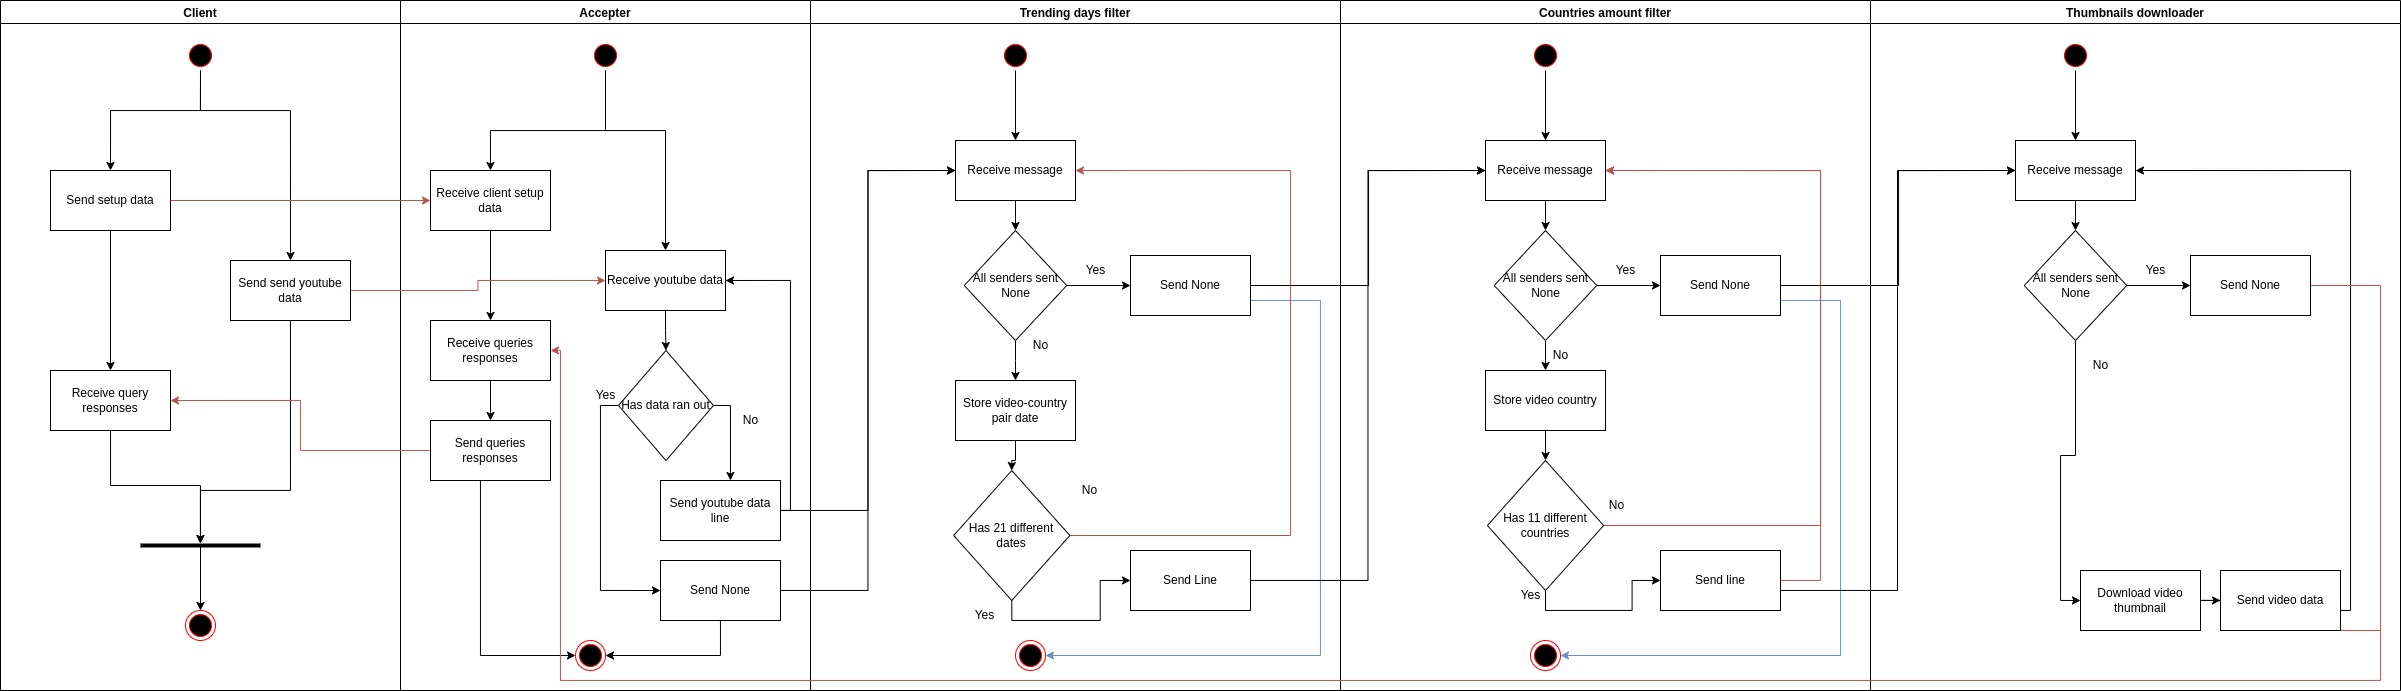 Client
Accepter
Trending days filter
Countries amount filter
Thumbnails downloader
Send setup data
Send send youtube
data
Receive query
responses
Receive client setup
data
Receive youtube data
Receive queries
responses
Yes
Has data ran out
No
Send queries
responses
Send youtube data
line
Send None
Receive message
All senders sent
None
Yes
Send None
No
Store video-country
pair date
No
Has 21 different
dates
Yes
Send Line
Receive message
All senders sent
None
Yes
Send None
No
Store video country
No
Has 11 different
countries
Yes
Send line
Receive message
All senders sent
None
Yes
Send None
No
Download video
thumbnail
Send video data